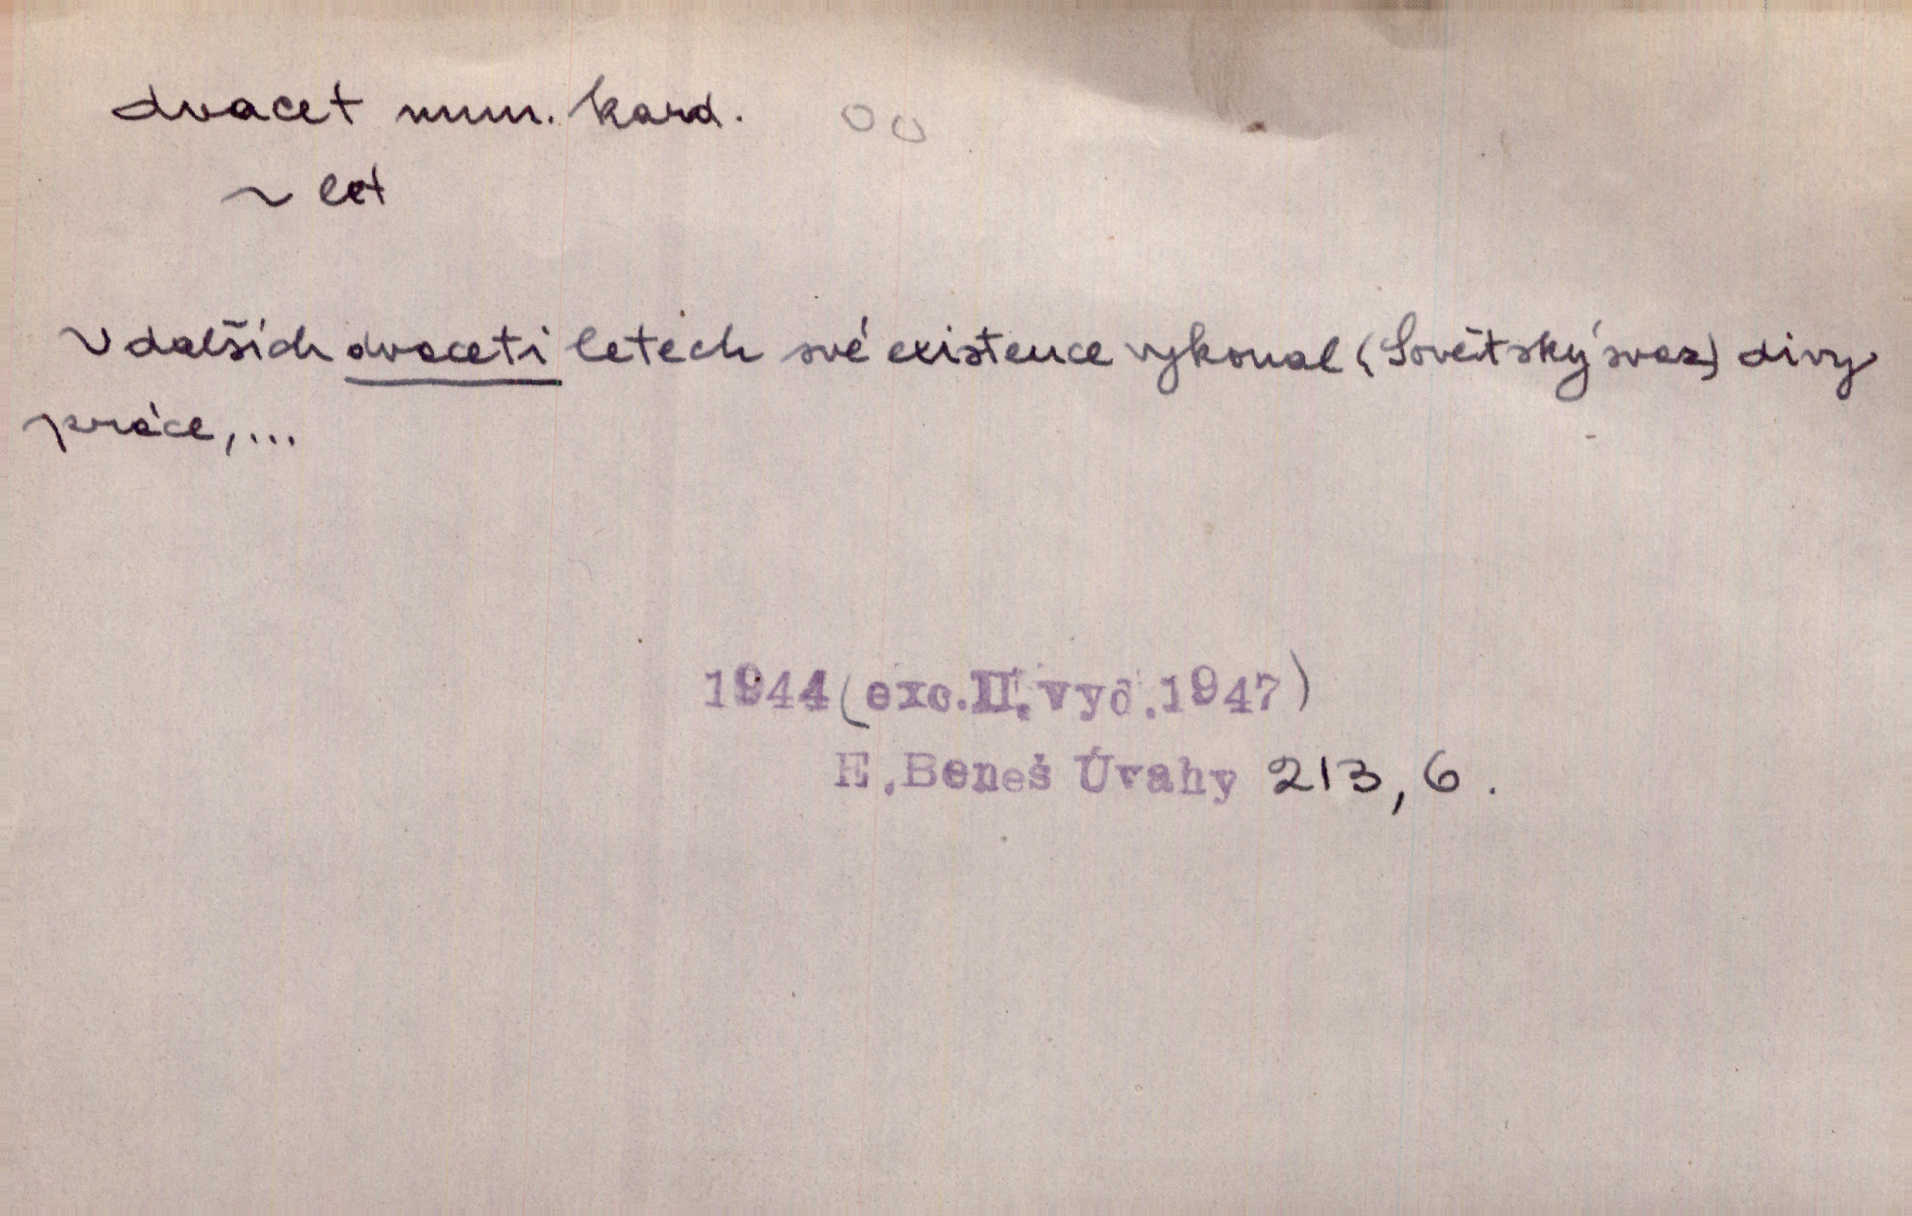 dvacet num. kard.
~ let
V dalších dvaceti letech své existence vykonal (Sovětský svaz) divy
práce, ...
1944 (exc.II.vyd.1947)
E.Beneš Úvahy 213, 6.